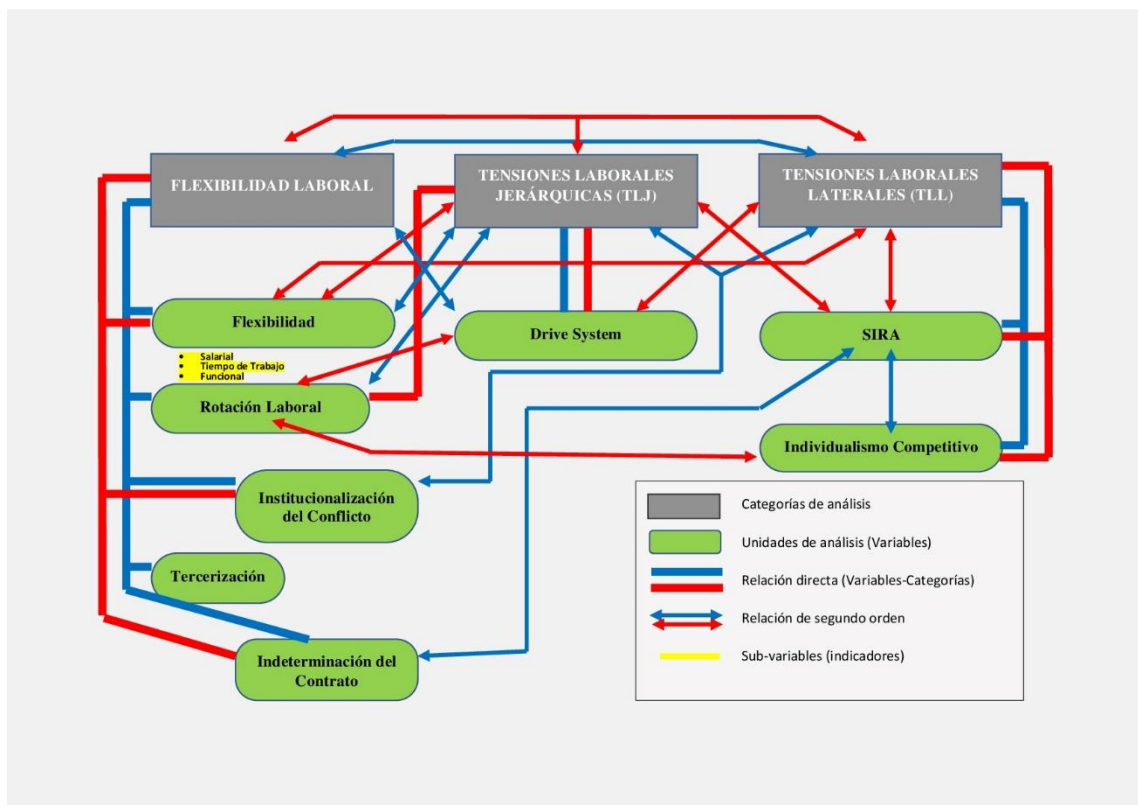 FLEXIBILIDAD LABORAL
TENSIONES LABORALES
JERÁRQUICAS (TLJ)
TENSIONES LABORALES
LATERALES (TLL)
Flexibilidad
Drive System
SIRA
• Salarial
• Tiempo de Trabajo
• Funcional
Rotación Laboral
Individualismo Competitivo
Institucionalización
del Conflicto
Tercerización
Indeterminación del
Contrato
Categorías de análisis
Unidades de análisis (Variables)
Relación directa (Variables-Categorías)
Relación de segundo orden
Sub-variables (indicadores)